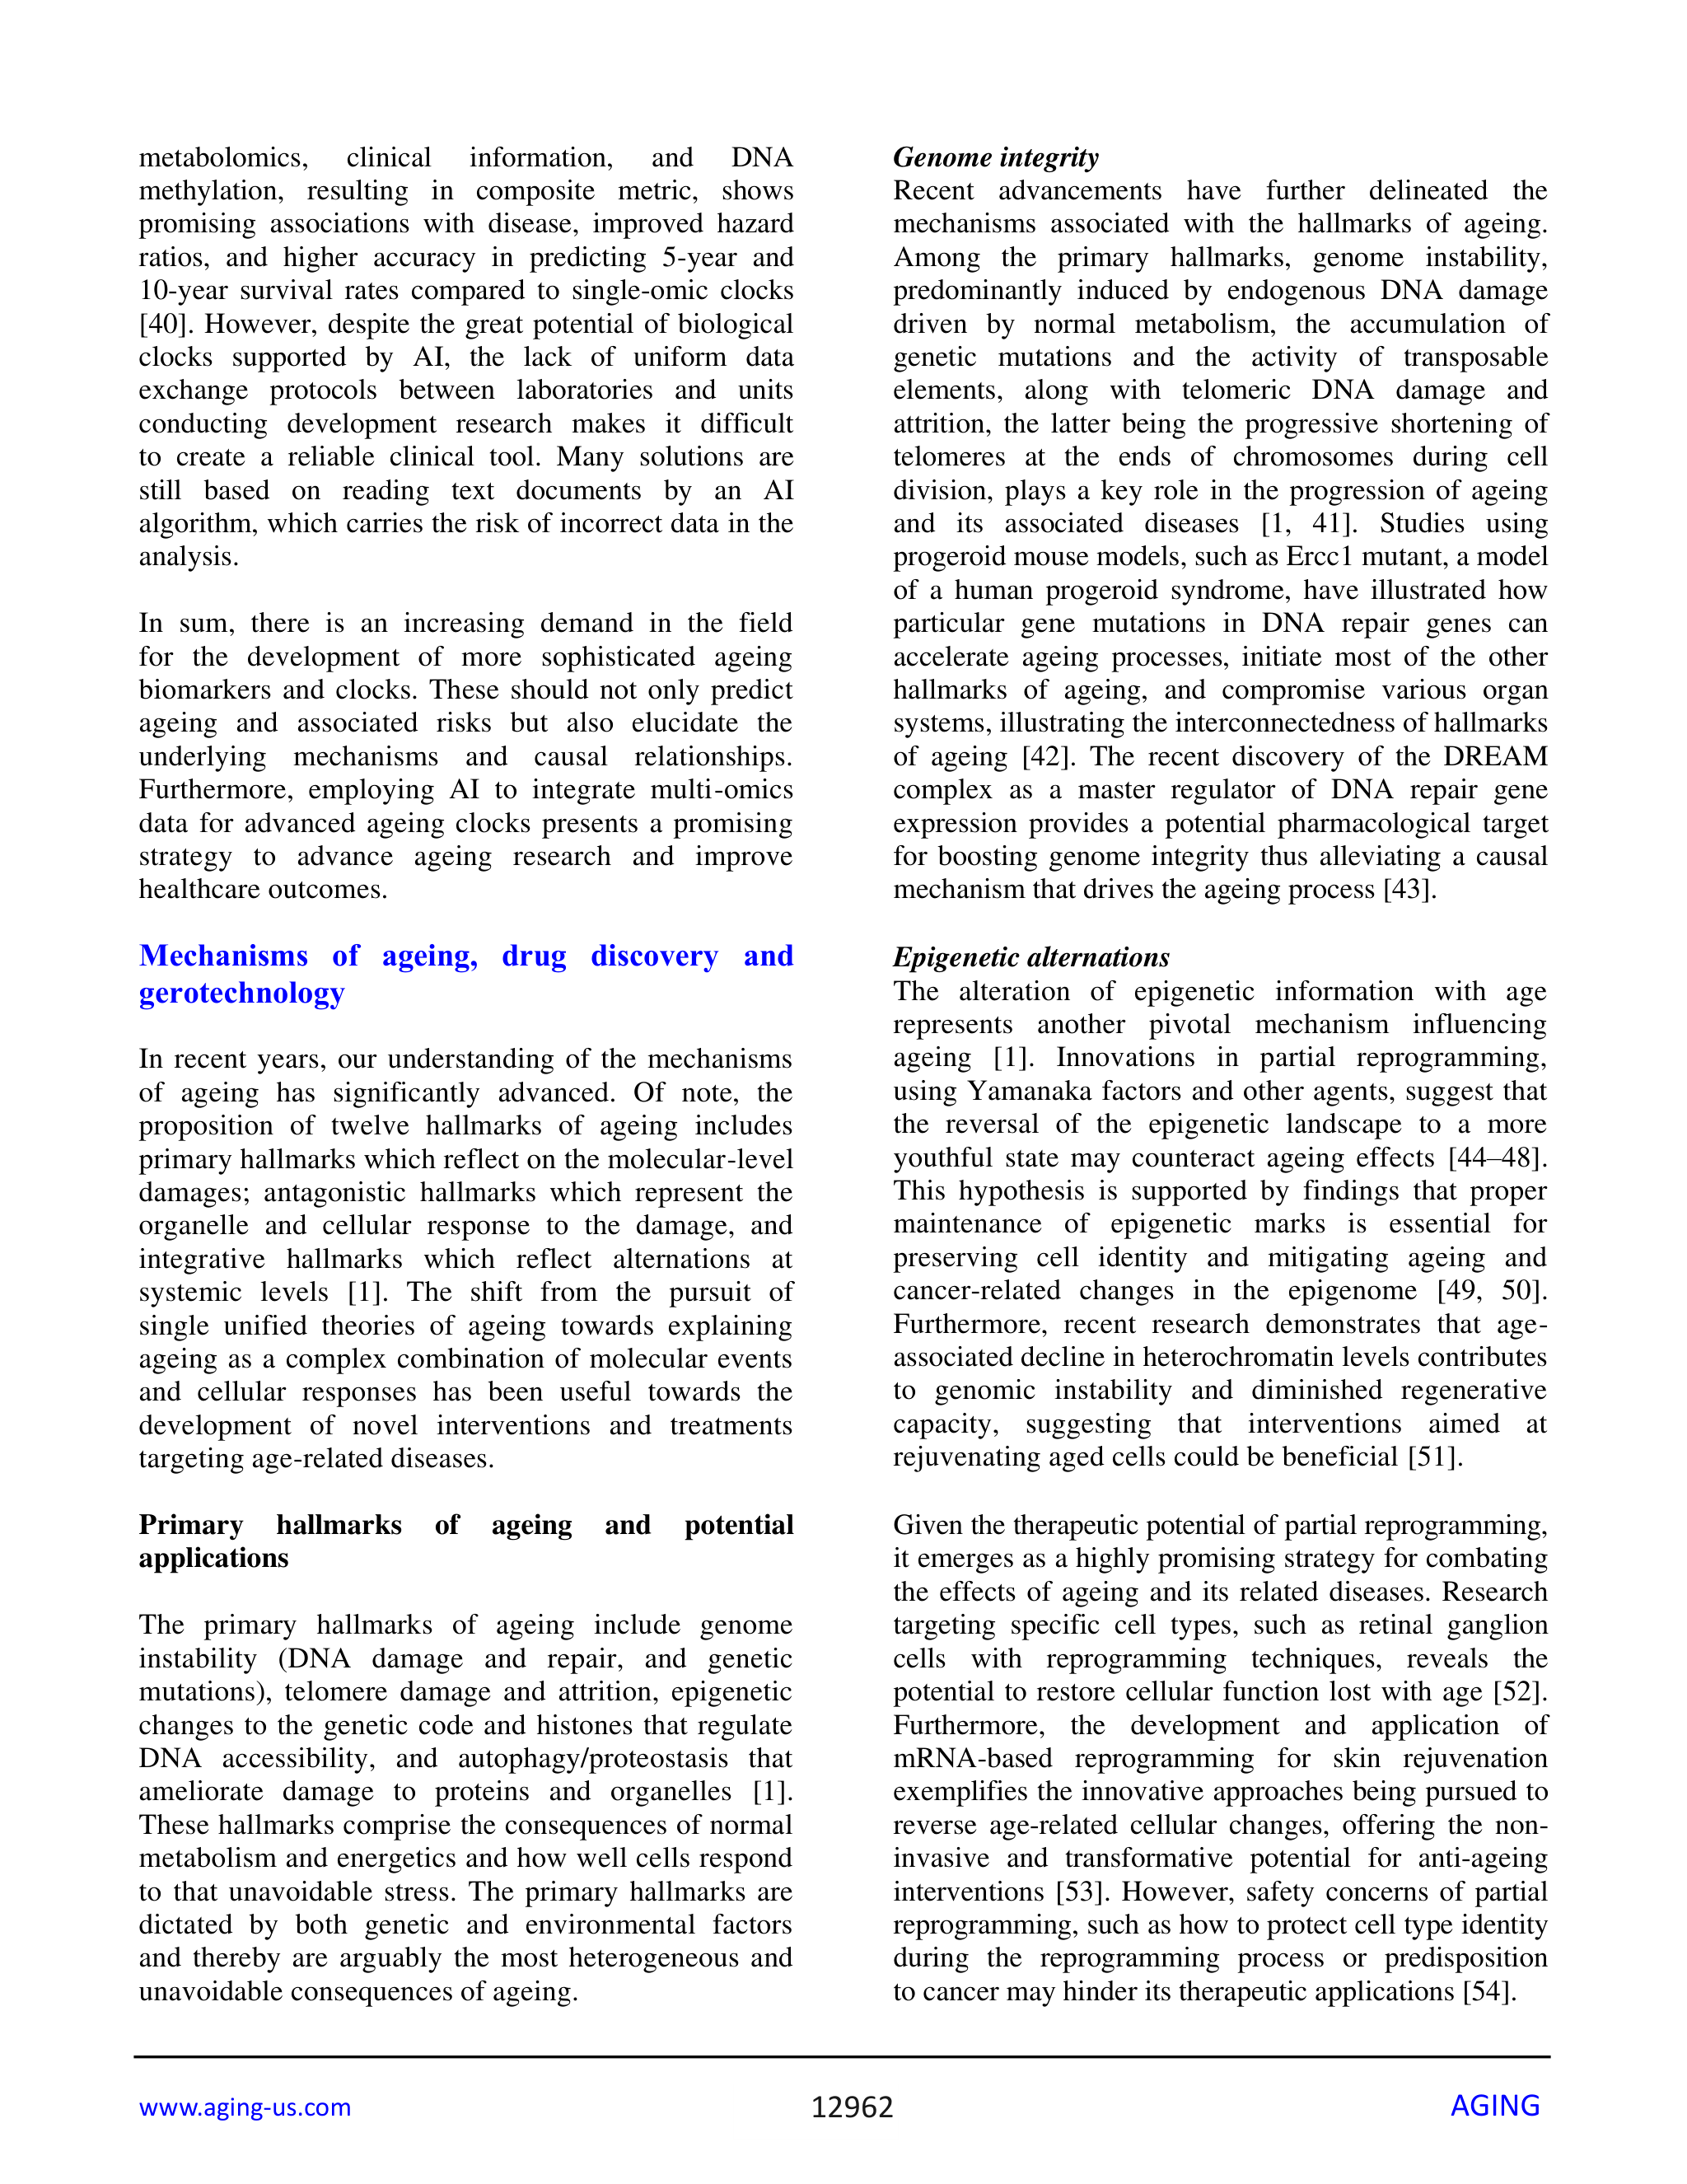 metabolomics, clinical information, and DNA
methylation, resulting in composite metric, shows
promising associations with disease, improved hazard
ratios, and higher accuracy in predicting 5-year and
10-year survival rates compared to single-omic clocks
[40]. However, despite the great potential of biological
clocks supported by AI, the lack of uniform data
exchange protocols between laboratories and units
conducting development research makes it difficult
to create a reliable clinical tool. Many solutions are
still based on reading text documents by an AI
algorithm, which carries the risk of incorrect data in the
analysis.
In sum, there is an increasing demand in the field
for the development of more sophisticated ageing
biomarkers and clocks. These should not only predict
ageing and associated risks but also elucidate the
underlying mechanisms and causal relationships.
Furthermore, employing AI to integrate multi-omics
data for advanced ageing clocks presents a promising
strategy to advance ageing research and improve
healthcare outcomes.
Mechanisms of ageing, drug discovery and
gerotechnology
In recent years, our understanding of the mechanisms
of ageing has significantly advanced. Of note, the
proposition of twelve hallmarks of ageing includes
primary hallmarks which reflect on the molecular-level
damages; antagonistic hallmarks which represent the
organelle and cellular response to the damage, and
integrative hallmarks which reflect alternations at
systemic levels [1]. The shift from the pursuit of
single unified theories of ageing towards explaining
ageing as a complex combination of molecular events
and cellular responses has been useful towards the
development of novel interventions and treatments
targeting age-related diseases.
Primary hallmarks of ageing and potential
applications
The primary hallmarks of ageing include genome
instability (DNA damage and repair, and genetic
mutations), telomere damage and attrition, epigenetic
changes to the genetic code and histones that regulate
DNA accessibility, and autophagy/proteostasis that
ameliorate damage to proteins and organelles [1].
These hallmarks comprise the consequences of normal
metabolism and energetics and how well cells respond
to that unavoidable stress. The primary hallmarks are
dictated by both genetic and environmental factors
and thereby are arguably the most heterogeneous and
unavoidable consequences of ageing.
Genome integrity
Recent advancements have further delineated the
mechanisms associated with the hallmarks of ageing.
Among the primary hallmarks, genome instability,
predominantly induced by endogenous DNA damage
driven by normal metabolism, the accumulation of
genetic mutations and the activity of transposable
elements, along with telomeric DNA damage and
attrition, the latter being the progressive shortening of
telomeres at the ends of chromosomes during cell
division, plays a key role in the progression of ageing
and its associated diseases [1, 41]. Studies using
progeroid mouse models, such as Ercc1 mutant, a model
of a human progeroid syndrome, have illustrated how
particular gene mutations in DNA repair genes can
accelerate ageing processes, initiate most of the other
hallmarks of ageing, and compromise various organ
systems, illustrating the interconnectedness of hallmarks
of ageing [42]. The recent discovery of the DREAM
complex as a master regulator of DNA repair gene
expression provides a potential pharmacological target
for boosting genome integrity thus alleviating a causal
mechanism that drives the ageing process [43].
Epigenetic alternations
The alteration of epigenetic information with age
represents another pivotal mechanism influencing
ageing [1]. Innovations in partial reprogramming,
using Yamanaka factors and other agents, suggest that
the reversal of the epigenetic landscape to a more
youthful state may counteract ageing effects [44–48].
This hypothesis is supported by findings that proper
maintenance of epigenetic marks is essential for
preserving cell identity and mitigating ageing and
cancer-related changes in the epigenome [49, 50].
Furthermore, recent research demonstrates that age-
associated decline in heterochromatin levels contributes
to genomic instability and diminished regenerative
capacity, suggesting that interventions aimed at
rejuvenating aged cells could be beneficial [51].
Given the therapeutic potential of partial reprogramming,
it emerges as a highly promising strategy for combating
the effects of ageing and its related diseases. Research
targeting specific cell types, such as retinal ganglion
cells with reprogramming techniques, reveals the
potential to restore cellular function lost with age [52].
Furthermore, the development and application of
mRNA-based reprogramming for skin rejuvenation
exemplifies the innovative approaches being pursued to
reverse age-related cellular changes, offering the non-
invasive and transformative potential for anti-ageing
interventions [53]. However, safety concerns of partial
reprogramming, such as how to protect cell type identity
during the reprogramming process or predisposition
to cancer may hinder its therapeutic applications [54].
www.aging-us.com
12962
AGING